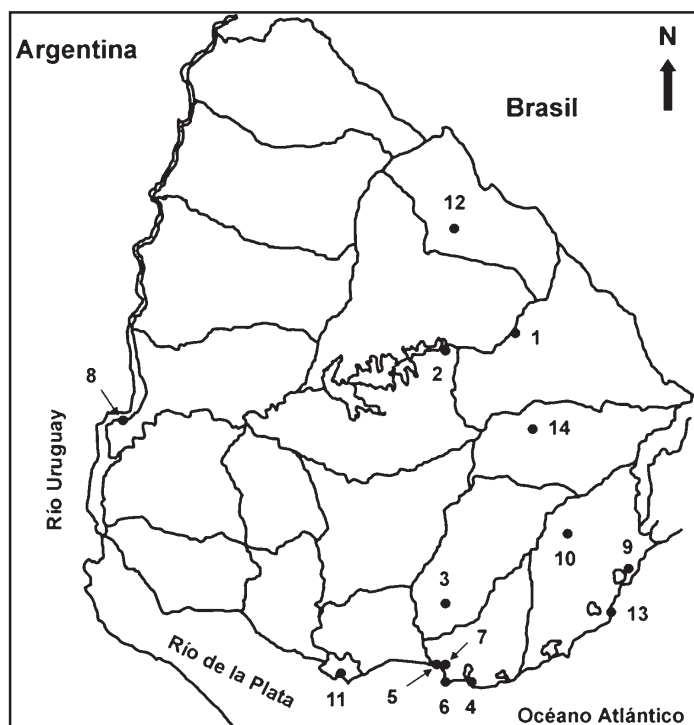 Argentina
N
Brasil
12
1
2
8
14
Río Uruguay
10
9
3
13
7
Río de la Plata
11
5
6
4
Océano Atlántico